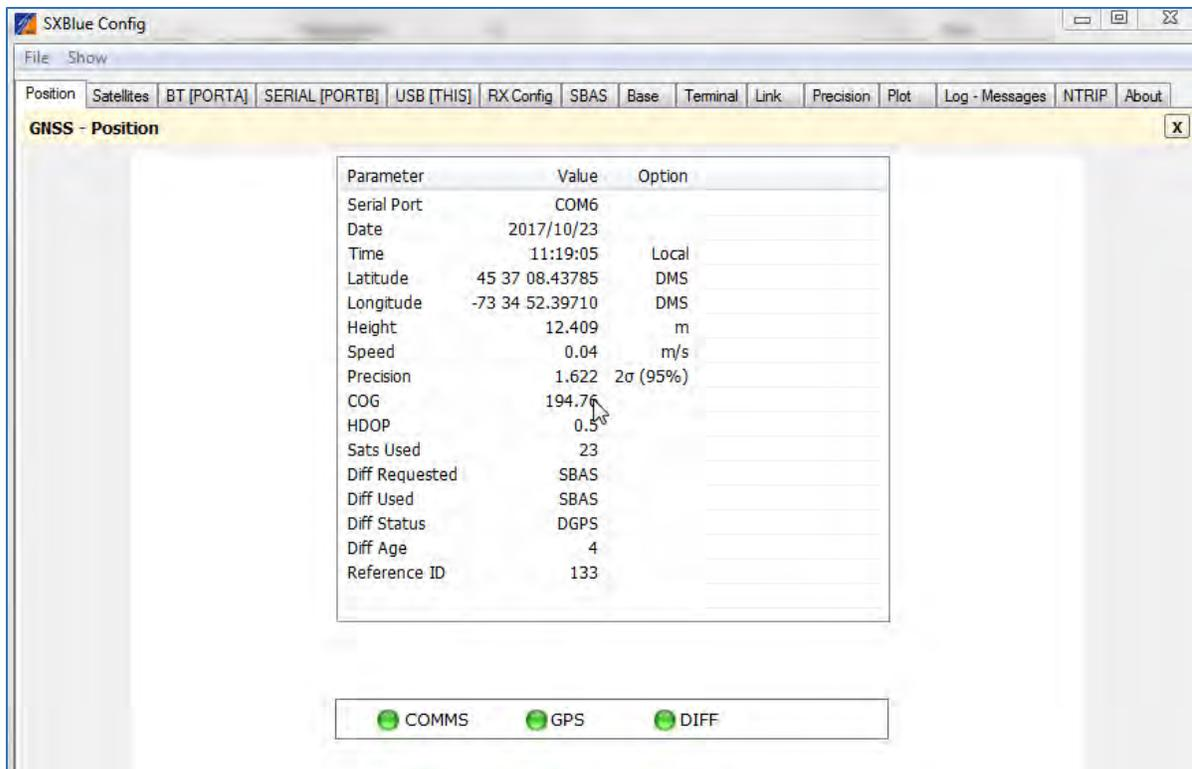 SXBlue Config
File Show
Position Satellites BT [PORTA] SERIAL [PORTB] USB [THIS] RX Config SBAS Base Terminal Link Precision Plot Log - Messages NTRIP About
GNSS - Position X
Parameter Value Option
Serial Port COM6
Date 2017/10/23
Time 11:19:05 Local
Latitude 45 37 08.43785 DMS
Longitude -73 34 52.39710 DMS
Height 12.409 m
Speed 0.04 m/s
Precision 1.622 2σ (95%)
COG 194.76
HDOP 0.5
Sats Used 23
Diff Requested SBAS
Diff Used SBAS
Diff Status DGPS
Diff Age 4
Reference ID 133
COMMS GPS DIFF